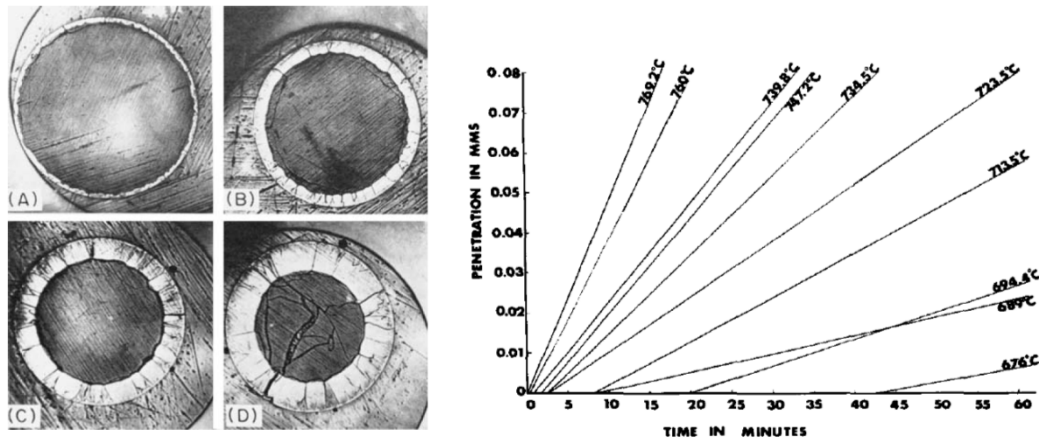 (A)
(B)
(C)
(D)
PENETRATION IN MMS
0.08
0.07
0.06
0.05
0.04
0.03
0.02
0.01
0
769.2°C
760°C
739.8°C
747.2°C
734.5°C
723.5°C
713.5°C
694.4°C
689°C
676°C
0 5 10 15 20 25 30 35 40 45 50 55 60
TIME IN MINUTES